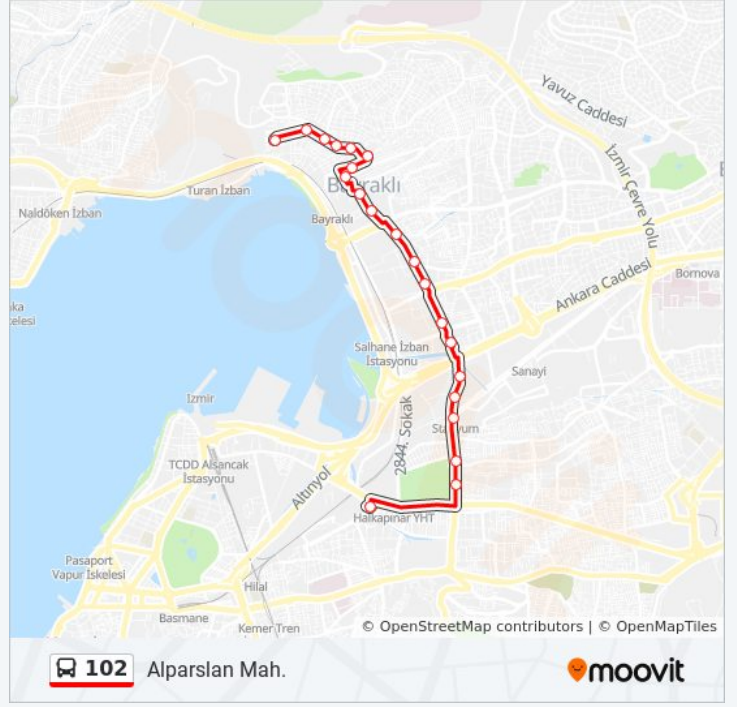 Yavuz Caddesi
İzmir Çevre Yolu
Turan İzban
Bayraklı
Naldöken İzban
Bayraklı
Ankara Caddesi
Bornova
Salhane İzban
İstasyonu
Sanayi
Izmir
2844. Sokak
TCDD Alsancak
İstasyonu
Altınyol
Halkapınar YHT
Pasaport
Vapur İskelesi
Hilal
Basmane
Kemer Tren
© OpenStreetMap contributors | © OpenMapTiles
102 Alparslan Mah.
moovit